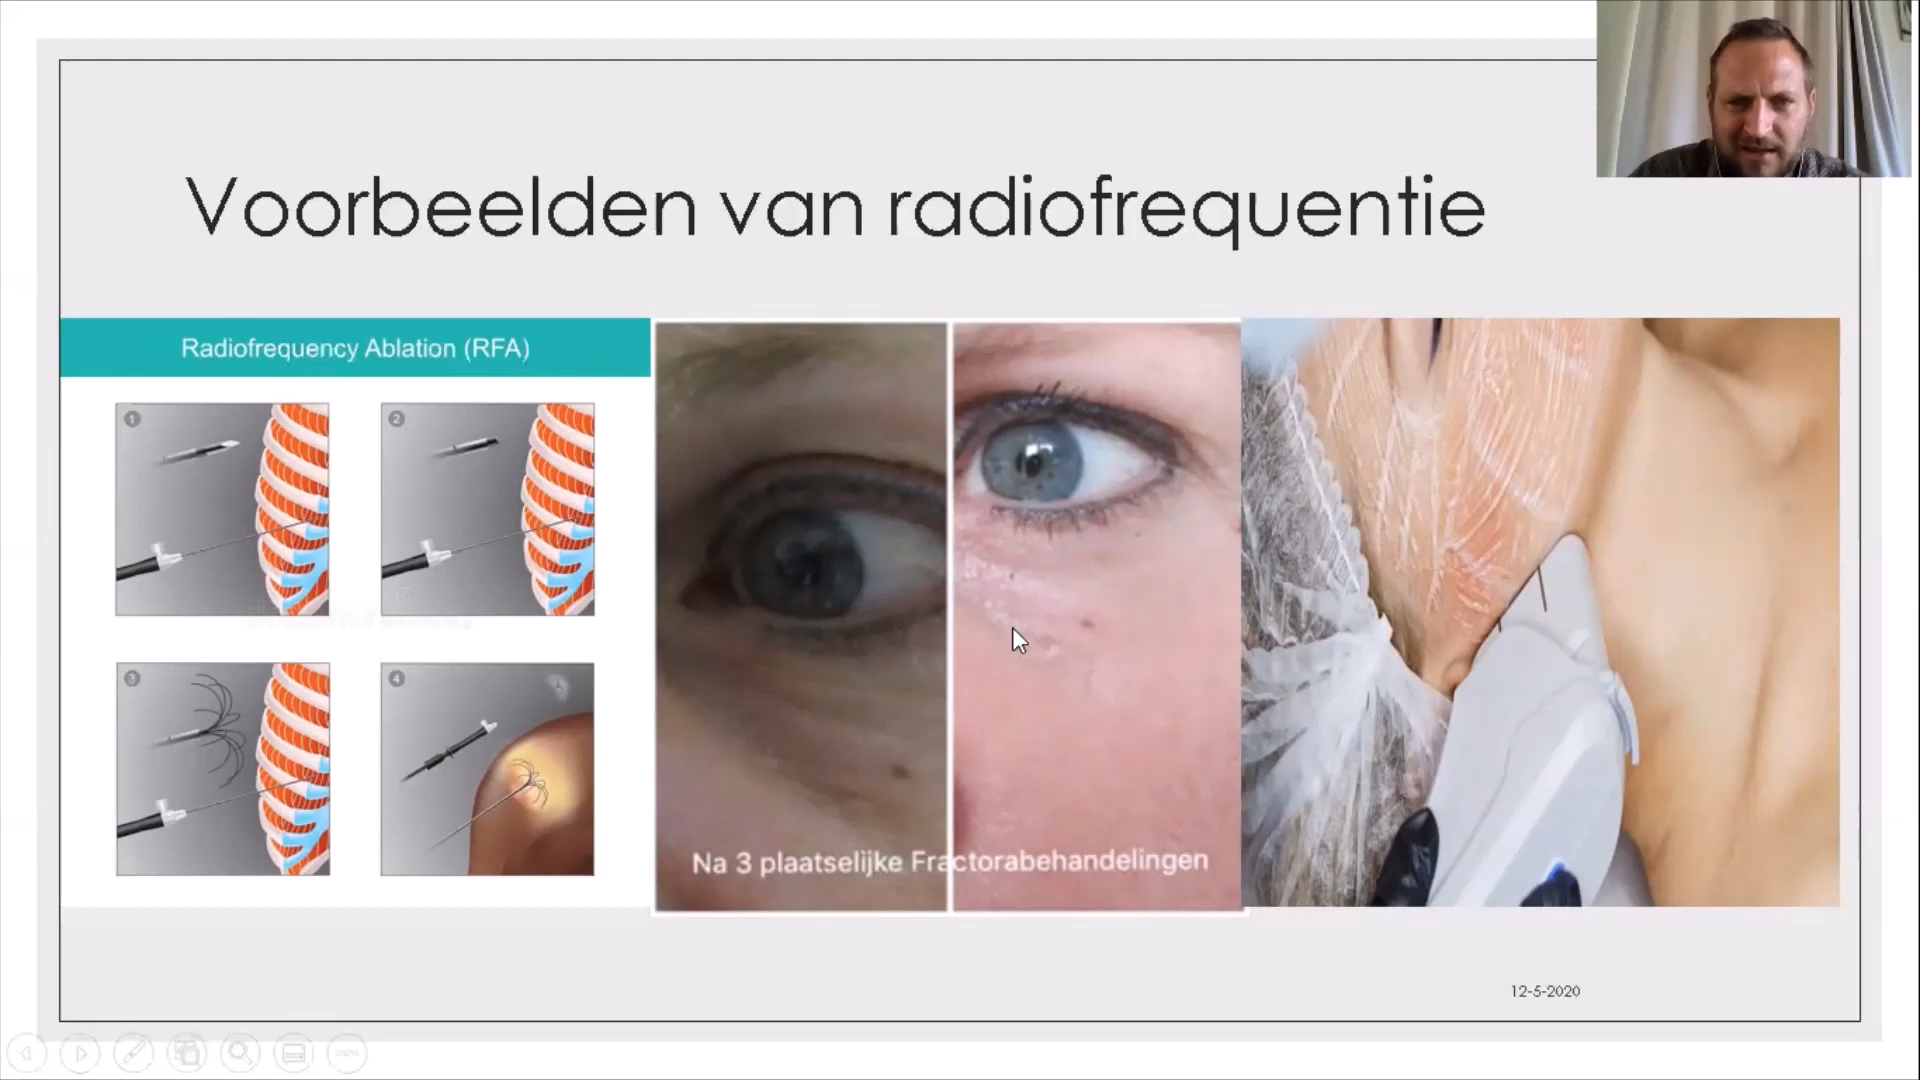 Voorbeelden van radiofrequentie
Radiofrequency Ablation (RFA)
1
2
3
4
Na 3 plaatselijke Fractorabehandelingen
12-5-2020